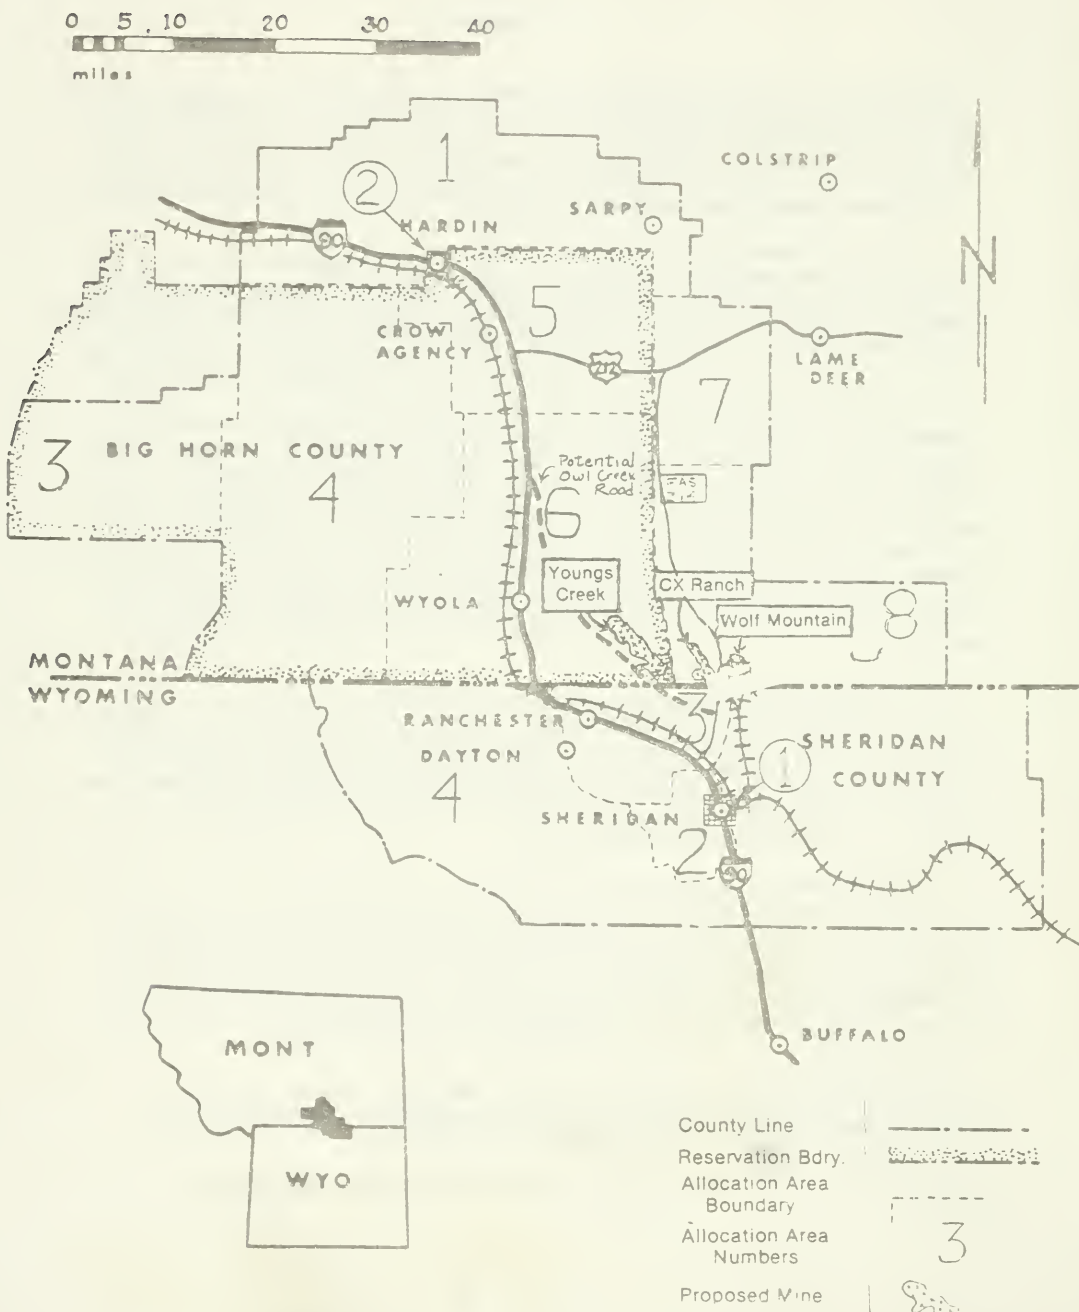 0 5 10 20 30 40
miles
1
COLSTRIP
2
HARDIN
SARPY
90
N
5
CROW
AGENCY
212
LAME
DEER
7
3
BIG HORN COUNTY
4
Potential
Owl Creek
Road
FAS
6
Youngs
Creek
CX Ranch
WYOLA
Wolf Mountain
8
MONTANA
WYOMING
RANCHESTER
3
SHERIDAN
COUNTY
DAYTON
1
4
SHERIDAN
2
90
BUFFALO
MONT
WYO
County Line
Reservation Bdry.
Allocation Area
Boundary
Allocation Area
Numbers
3
Proposed Mine